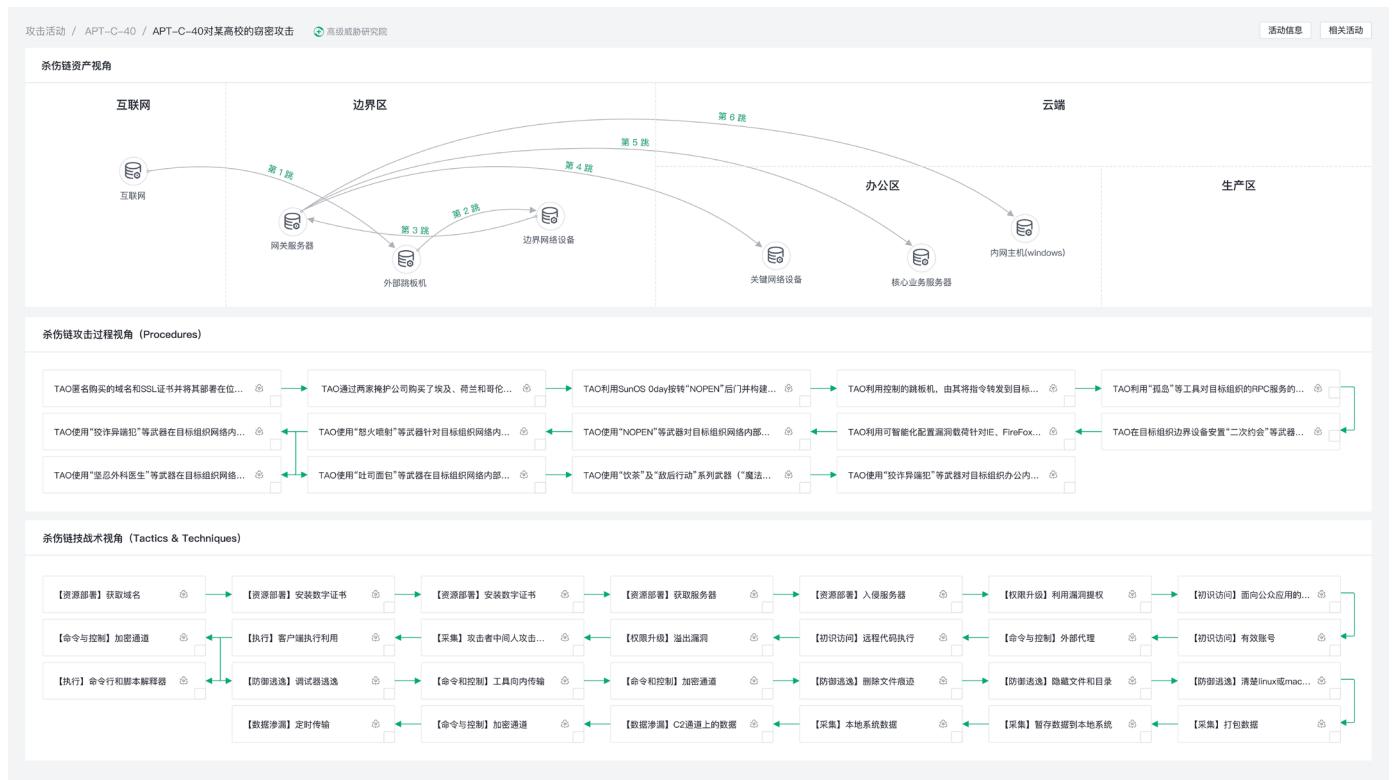 攻击活动 / APT-C-40 / APT-C-40对某高校的窃密攻击 高级威胁研究院 活动信息 相关活动
杀伤链资产视角
互联网 边界区 云端
第 6 跳
第 5 跳
第 4 跳
第 1 跳
办公区 生产区
互联网
第 2 跳
第 3 跳
网关服务器
边界网络设备
内网主机(windows)
外部跳板机
关键网络设备
核心业务服务器
杀伤链攻击过程视角（Procedures）
TAO匿名购买的域名和SSL证书并将其部署在位... TAO通过两家掩护公司购买了埃及、荷兰和哥伦... TAO利用SunOS 0day按转“NOPEN”后门并构建... TAO利用控制的跳板机，由其将指令转发到目标... TAO利用“孤岛”等工具对目标组织的RPC服务的...
TAO使用“狡诈异端犯”等武器在目标组织网络内... TAO使用“怒火喷射”等武器针对目标组织网络内... TAO使用“NOPEN”等武器对目标组织网络内部... TAO利用可智能化配置漏洞载荷针对IE、FireFox... TAO在目标组织边界设备安置“二次约会”等武器...
TAO使用“坚忍外科医生”等武器在目标组织网络... TAO使用“吐司面包”等武器在目标组织网络内部... TAO使用“饮茶”及“敌后行动”系列武器（“魔法... TAO使用“狡诈异端犯”等武器对目标组织办公内...
杀伤链技战术视角（Tactics & Techniques）
【资源部署】获取域名 【资源部署】安装数字证书 【资源部署】安装数字证书 【资源部署】获取服务器 【资源部署】入侵服务器 【权限升级】利用漏洞提权 【初识访问】面向公众应用的...
【命令与控制】加密通道 【执行】客户端执行利用 【采集】攻击者中间人攻击... 【权限升级】溢出漏洞 【初识访问】远程代码执行 【命令与控制】外部代理 【初识访问】有效账号
【执行】命令行和脚本解释器 【防御逃逸】调试器逃逸 【命令和控制】工具向内传输 【命令和控制】加密通道 【防御逃逸】删除文件痕迹 【防御逃逸】隐藏文件和目录 【防御逃逸】清楚linux或mac...
【数据渗漏】定时传输 【命令与控制】加密通道 【数据渗漏】C2通道上的数据 【采集】本地系统数据 【采集】暂存数据到本地系统 【采集】打包数据